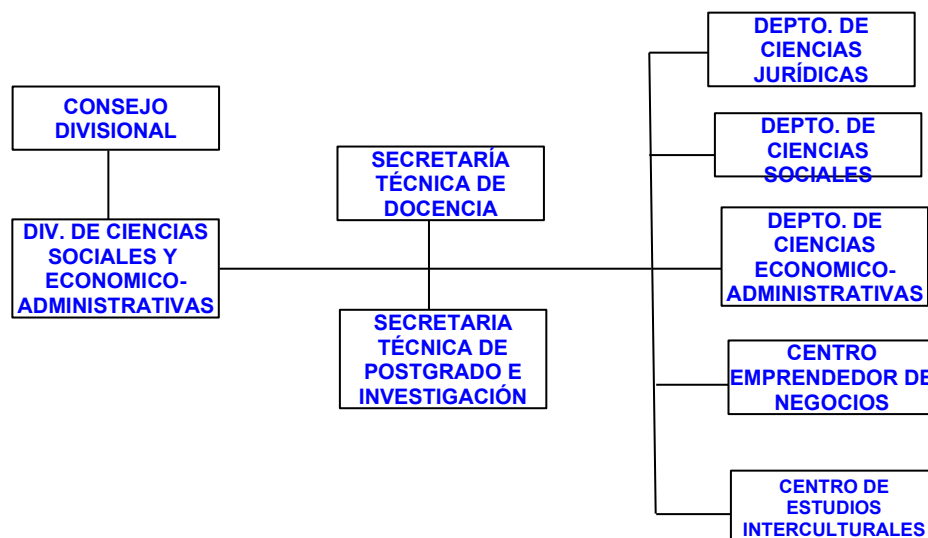 CONSEJO
DIVISIONAL
DIV. DE CIENCIAS
SOCIALES Y
ECONOMICO-
ADMINISTRATIVAS
SECRETARÍA
TÉCNICA DE
DOCENCIA
SECRETARIA
TÉCNICA DE
POSTGRADO E
INVESTIGACIÓN
DEPTO. DE
CIENCIAS
JURÍDICAS
DEPTO. DE
CIENCIAS
SOCIALES
DEPTO. DE
CIENCIAS
ECONOMICO-
ADMINISTRATIVAS
CENTRO
EMPRENDEDOR DE
NEGOCIOS
CENTRO DE
ESTUDIOS
INTERCULTURALES